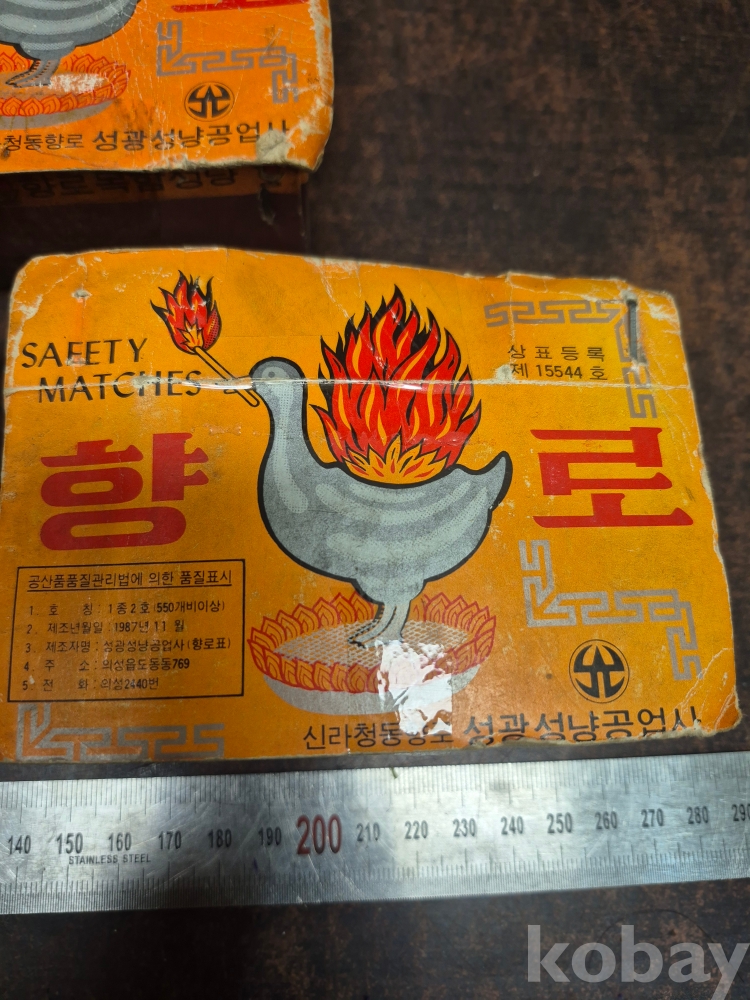 청동향로 성광성냥공업사
SAFETY
MATCHES
상표등록
제 15544 호
향로
공산품품질관리법에 의한 품질표시
1. 호 칭 : 1종2호 (550개비이상)
2. 제조년월일 : 1987년 11월
3. 제조자명 : 성광성냥공업사 (향로표)
4. 주 소 : 의성읍도동동769
5. 전 화 : 의성2440번
신라청동향로 성광성냥공업사
140 150 160 170 180 190 200 210 220 230 240 250 260 270 280 290
STAINLESS STEEL
kobay